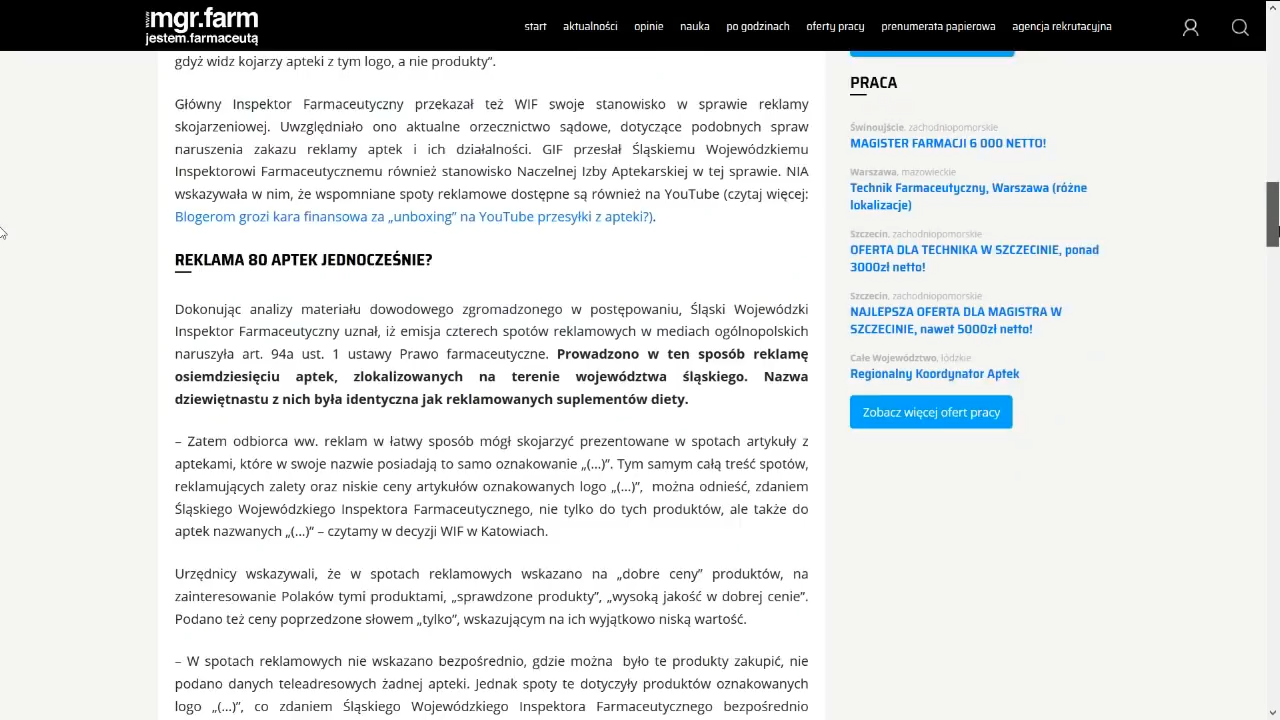 www
mgr.farm
jestem.farmaceutą
start aktualności opinie nauka po godzinach oferty pracy prenumerata papierowa agencja rekrutacyjna
gdyż widz kojarzy apteki z tym logo, a nie produkty”.
Główny Inspektor Farmaceutyczny przekazał też WIF swoje stanowisko w sprawie reklamy
skojarzeniowej. Uwzględniało ono aktualne orzecznictwo sądowe, dotyczące podobnych spraw
naruszenia zakazu reklamy aptek i ich działalności. GIF przesłał Śląskiemu Wojewódzkiemu
Inspektorowi Farmaceutycznemu również stanowisko Naczelnej Izby Aptekarskiej w tej sprawie. NIA
wskazywała w nim, że wspomniane spoty reklamowe dostępne są również na YouTube (czytaj więcej:
Blogerom grozi kara finansowa za „unboxing” na YouTube przesyłki z apteki?).
REKLAMA 80 APTEK JEDNOCZEŚNIE?
Dokonując analizy materiału dowodowego zgromadzonego w postępowaniu, Śląski Wojewódzki
Inspektor Farmaceutyczny uznał, iż emisja czterech spotów reklamowych w mediach ogólnopolskich
naruszyła art. 94a ust. 1 ustawy Prawo farmaceutyczne. Prowadzono w ten sposób reklamę
osiemdziesięciu aptek, zlokalizowanych na terenie województwa śląskiego. Nazwa
dziewiętnastu z nich była identyczna jak reklamowanych suplementów diety.
– Zatem odbiorca ww. reklam w łatwy sposób mógł skojarzyć prezentowane w spotach artykuły z
aptekami, które w swoje nazwie posiadają to samo oznakowanie „(…)”. Tym samym całą treść spotów,
reklamujących zalety oraz niskie ceny artykułów oznakowanych logo „(…)”, można odnieść, zdaniem
Śląskiego Wojewódzkiego Inspektora Farmaceutycznego, nie tylko do tych produktów, ale także do
aptek nazwanych „(…)” – czytamy w decyzji WIF w Katowiach.
Urzędnicy wskazywali, że w spotach reklamowych wskazano na „dobre ceny” produktów, na
zainteresowanie Polaków tymi produktami, „sprawdzone produkty”, „wysoką jakość w dobrej cenie”.
Podano też ceny poprzedzone słowem „tylko”, wskazującym na ich wyjątkowo niską wartość.
– W spotach reklamowych nie wskazano bezpośrednio, gdzie można było te produkty zakupić, nie
podano danych teleadresowych żadnej apteki. Jednak spoty te dotyczyły produktów oznakowanych
logo „(…)”, co zdaniem Śląskiego Wojewódzkiego Inspektora Farmaceutycznego bezpośrednio
PRACA
Świnoujście, zachodniopomorskie
MAGISTER FARMACJI 6 000 NETTO!
Warszawa, mazowieckie
Technik Farmaceutyczny, Warszawa (różne
lokalizacje)
Szczecin, zachodniopomorskie
OFERTA DLA TECHNIKA W SZCZECINIE, ponad
3000zł netto!
Szczecin, zachodniopomorskie
NAJLEPSZA OFERTA DLA MAGISTRA W
SZCZECINIE, nawet 5000zł netto!
Całe Województwo, łódzkie
Regionalny Koordynator Aptek
Zobacz więcej ofert pracy